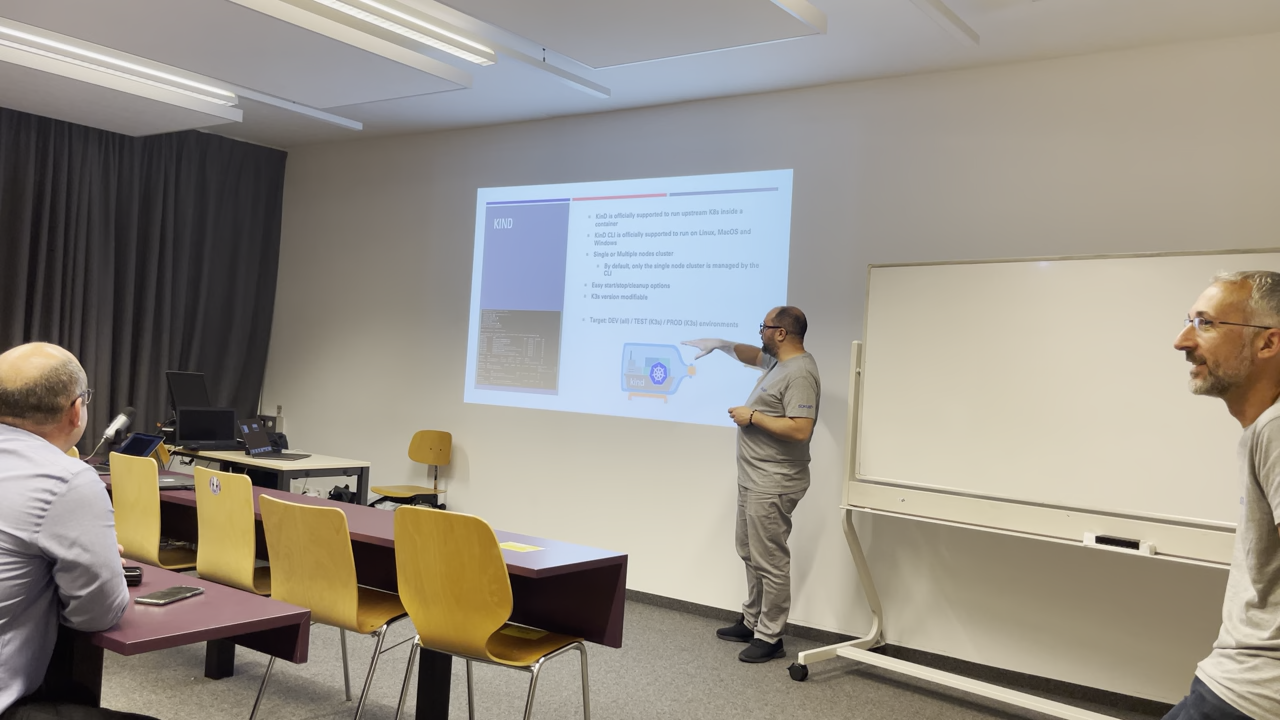 KIND
KinD is officially supported to run upstream K8s inside a
container
KinD CLI is officially supported to run on Linux, MacOS and
Windows
Single or Multiple nodes cluster
By default, only the single node cluster is managed by the
CLI
Easy start/stop/cleanup options
K8s version modifiable
Target: DEV (all) / TEST (K3s) / PROD (K3s) environments
kind